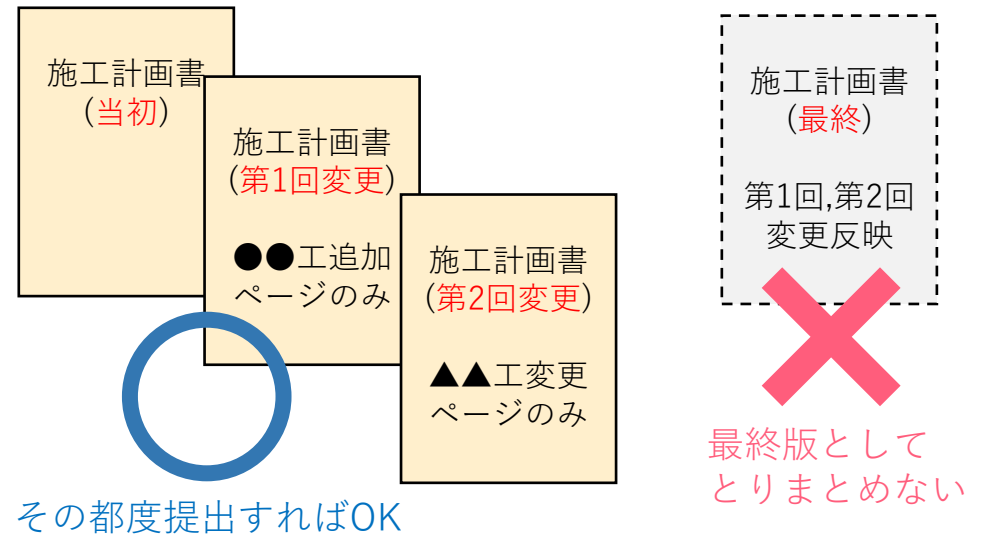 施工計画書
(当初)
施工計画書
(第1回変更)
●●工追加
ページのみ
施工計画書
(第2回変更)
▲▲工変更
ページのみ
その都度提出すればOK
施工計画書
(最終)
第1回,第2回
変更反映
最終版として
とりまとめない